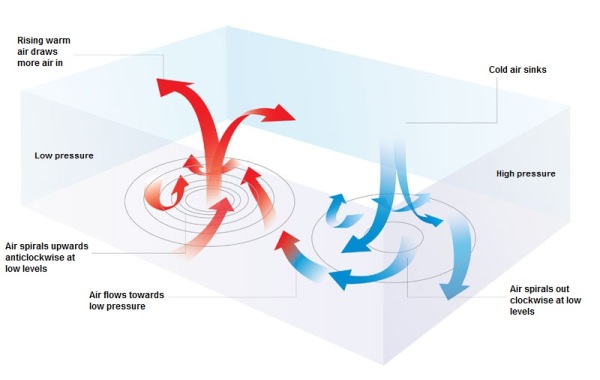 Rising warm
air draws
more air in
Cold air sinks
Low pressure
High pressure
Air spirals upwards
anticlockwise at
low levels
Air flows towards
low pressure
Air spirals out
clockwise at low
levels